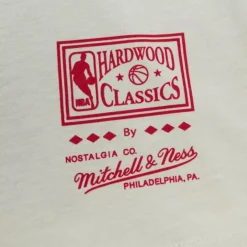 HARDWOOD
NBA
CLASSICS
By
NOSTALGIA CO.
Mitchell & Ness
PHILADELPHIA, PA.